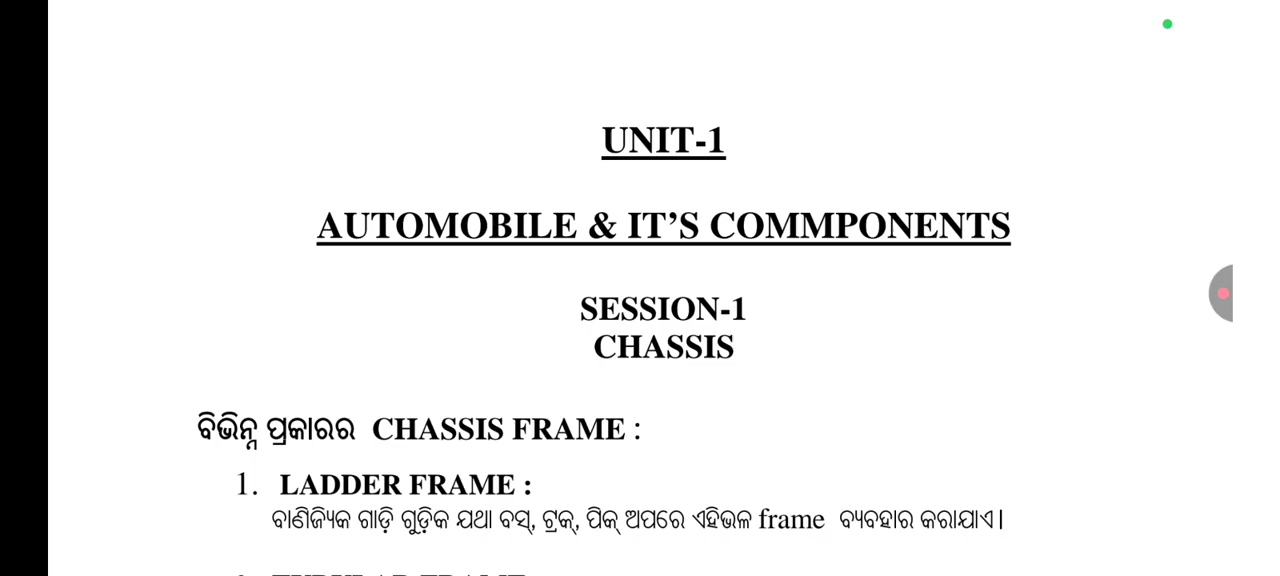 UNIT-1
AUTOMOBILE & IT’S COMMPONENTS
SESSION-1
CHASSIS
ବିଭିନ୍ନ ପ୍ରକାରର CHASSIS FRAME :
1. LADDER FRAME :
ବାଣିଜ୍ୟିକ ଗାଡ଼ି ଗୁଡ଼ିକ ଯଥା ବସ୍, ଟ୍ରକ୍, ପିକ୍ ଅପରେ ଏହିଭଳ frame ବ୍ୟବହାର କରାଯାଏ।